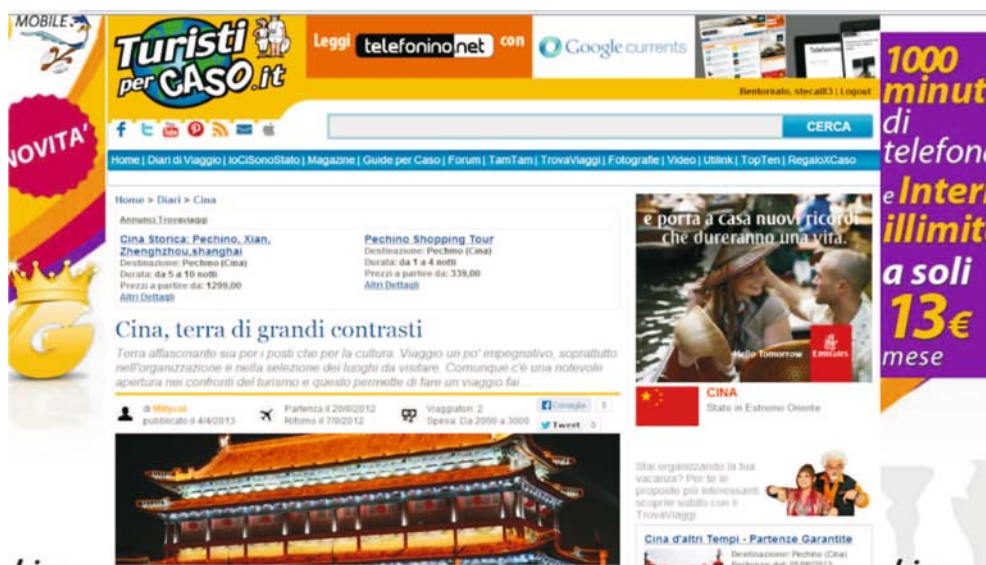 MOBILE
NOVITA'
Turisti
per CASO.it
Leggi telefonino.net con Google currents
Bentornato, stecal83 | Logout
CERCA
Home | Diari di Viaggio | IoCiSonoStato | Magazine | Guide per Caso | Forum | TamTam | TrovaViaggi | Fotografie | Video | Utilink | TopTen | RegaloXCaso
Home > Diari > Cina
Annunci Trovaviaggi
Cina Storica: Pechino, Xian,
Zhenghzhou,shanghai
Destinazione: Pechino (Cina)
Durata: da 5 a 10 notti
Prezzi a partire da: 1299,00
Altri Dettagli
Pechino Shopping Tour
Destinazione: Pechino (Cina)
Durata: da 1 a 4 notti
Prezzi a partire da: 339,00
Altri Dettagli
Cina, terra di grandi contrasti
Terra affascinante sia per i posti che per la cultura. Viaggio un po' impegnativo, soprattutto
nell'organizzazione e nella selezione dei luoghi da visitare. Comunque c'è una notevole
apertura nei confronti del turismo e questo permette di fare un viaggio fai ...
di Millycat
pubblicato il 4/4/2013
Partenza il 20/8/2012
Ritorno il 7/9/2012
Viaggiatori: 2
Spesa: Da 2000 a 3000
Consiglia 5
Tweet 0
e porta a casa nuovi ricordi
che dureranno una vita.
Hello Tomorrow Emirates
CINA
Stato in Estremo Oriente
Stai organizzando la tua
vacanza? Per te le
proposte più interessanti
scoprile subito con il
TrovaViaggi
Cina d'altri Tempi - Partenze Garantite
Destinazione: Pechino (Cina)
1000
minut
di
telefon
e Inter
illimit
a soli
13€
mese